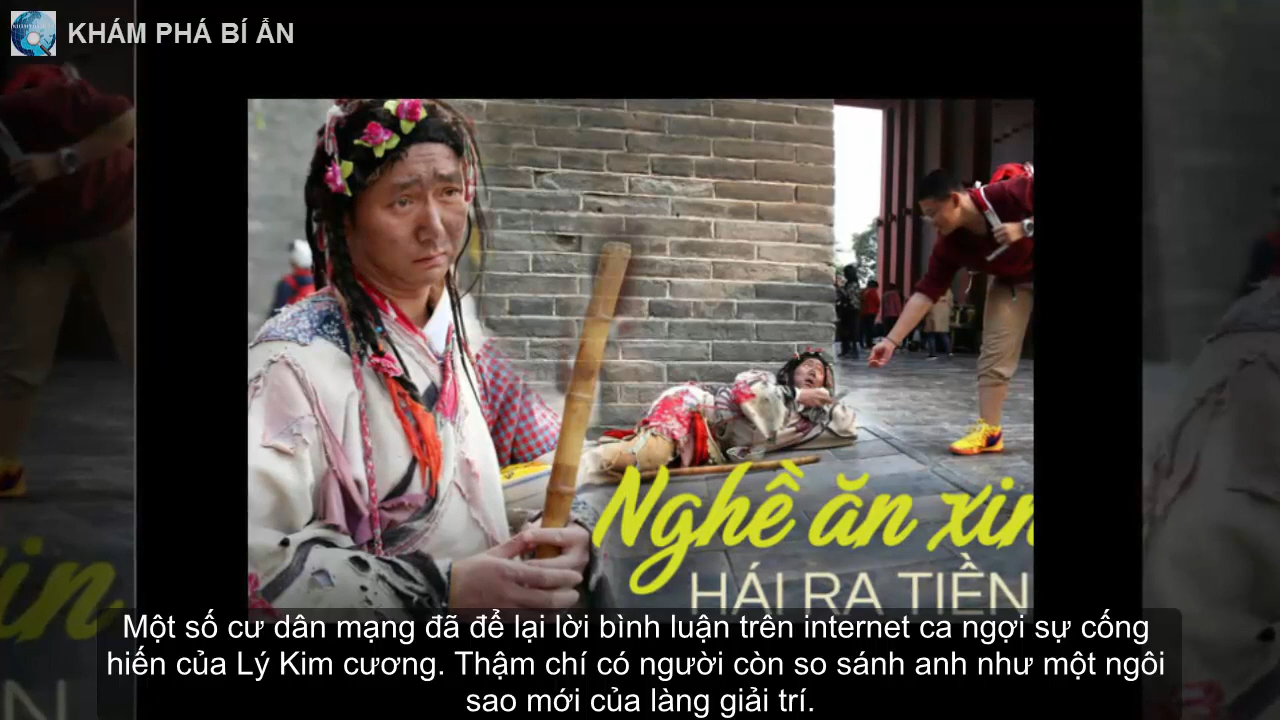 KHÁM PHÁ BÍ ẨN
Nghề ăn xin
HÁI RA TIỀN
Một số cư dân mạng đã để lại lời bình luận trên internet ca ngợi sự cống
hiến của Lý Kim cương. Thậm chí có người còn so sánh anh như một ngôi
sao mới của làng giải trí.